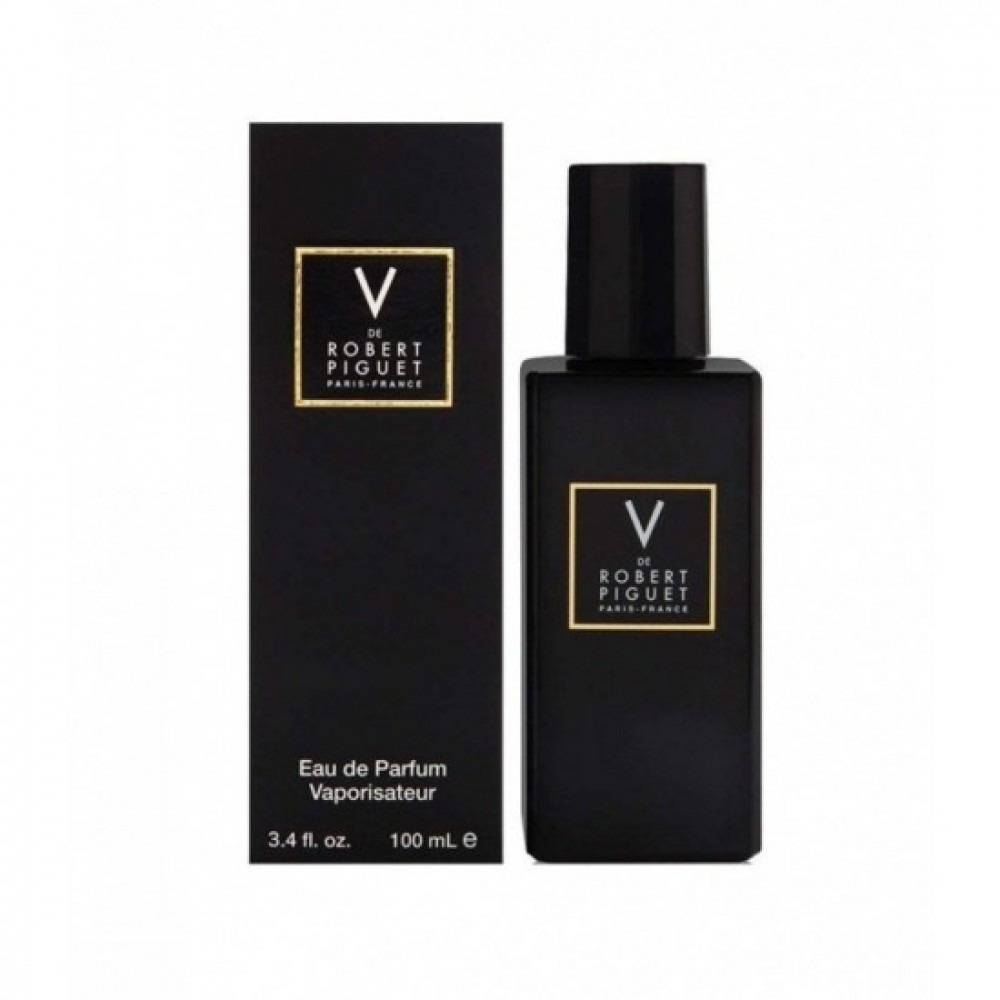 V
DE
ROBERT
PIGUET
PARIS-FRANCE
Eau de Parfum
Vaporisateur
3.4 fl. oz. 100 mL ℮
V
DE
ROBERT
PIGUET
PARIS-FRANCE